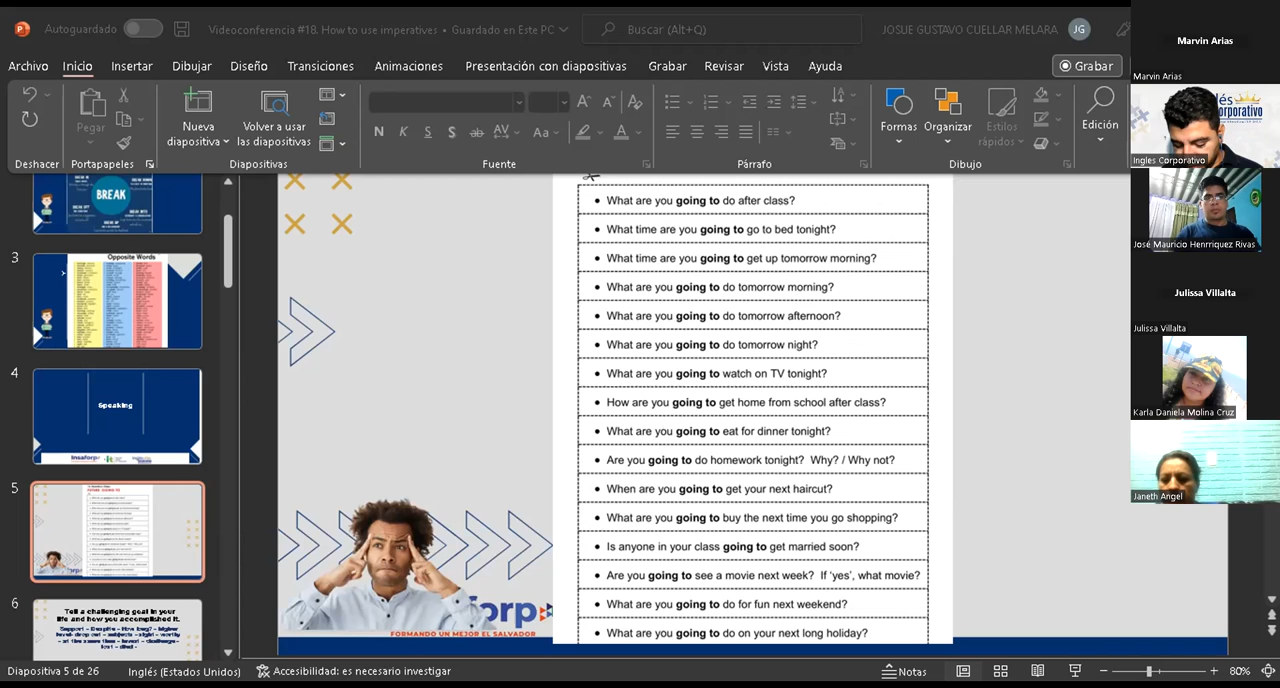 Autoguardado
Videoconferencia #18. How to use imperatives • Guardado en Este PC
Buscar (Alt+Q)
JOSUE GUSTAVO CUELLAR MELARA
JG
Archivo
Inicio
Insertar
Dibujar
Diseño
Transiciones
Animaciones
Presentación con diapositivas
Grabar
Revisar
Vista
Ayuda
Grabar
Pegar
Nueva diapositiva
Volver a usar las diapositivas
N K S S ab AV Aa A
Formas
Organizar
Estilos rápidos
Edición
Deshacer
Portapapeles
Diapositivas
Fuente
Párrafo
Dibujo
BREAK
3
Opposite Words
4
Speaking
Insaforp
5
6
Tell a challenging goal in your
life and how you accomplished it.
• What are you going to do after class?
• What time are you going to go to bed tonight?
• What time are you going to get up tomorrow morning?
• What are you going to do tomorrow morning?
• What are you going to do tomorrow afternoon?
• What are you going to do tomorrow night?
• What are you going to watch on TV tonight?
• How are you going to get home from school after class?
• What are you going to eat for dinner tonight?
• Are you going to do homework tonight? Why? / Why not?
• When are you going to get your next haircut?
• What are you going to buy the next time you go shopping?
• Is anyone in your class going to get married soon?
• Are you going to see a movie next week? If 'yes', what movie?
• What are you going to do for fun next weekend?
• What are you going to do on your next long holiday?
aforp
FORMANDO UN MEJOR EL SALVADOR
Marvin Arias
Marvin Arias
Ingles Corporativo
José Mauricio Henrriquez Rivas
Julissa Villalta
Julissa Villalta
Karla Daniela Molina Cruz
Janeth Angel
Diapositiva 5 de 26
Inglés (Estados Unidos)
Accesibilidad: es necesario investigar
Notas
80%